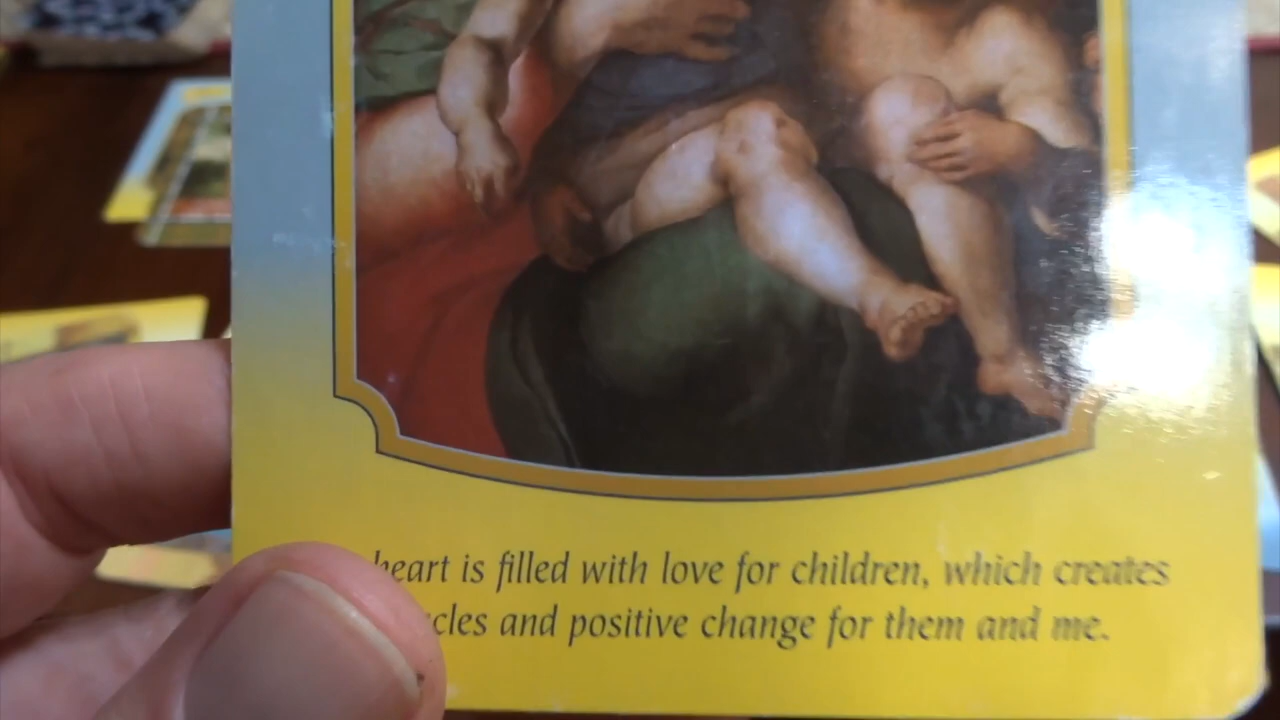 heart is filled with love for children, which creates
cles and positive change for them and me.